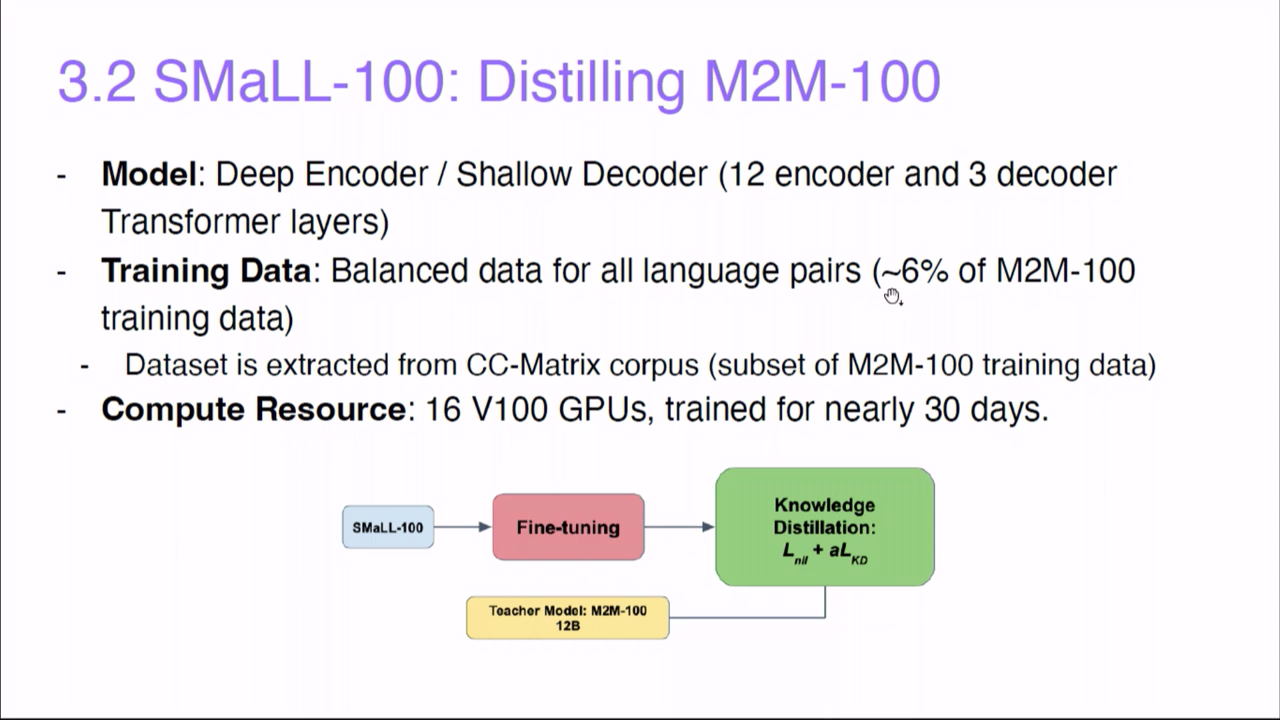 3.2 SMaLL-100: Distilling M2M-100
- Model: Deep Encoder / Shallow Decoder (12 encoder and 3 decoder
Transformer layers)
- Training Data: Balanced data for all language pairs (~6% of M2M-100
training data)
- Dataset is extracted from CC-Matrix corpus (subset of M2M-100 training data)
- Compute Resource: 16 V100 GPUs, trained for nearly 30 days.
SMaLL-100
Fine-tuning
Knowledge
Distillation:
L_nll + aL_KD
Teacher Model: M2M-100
12B